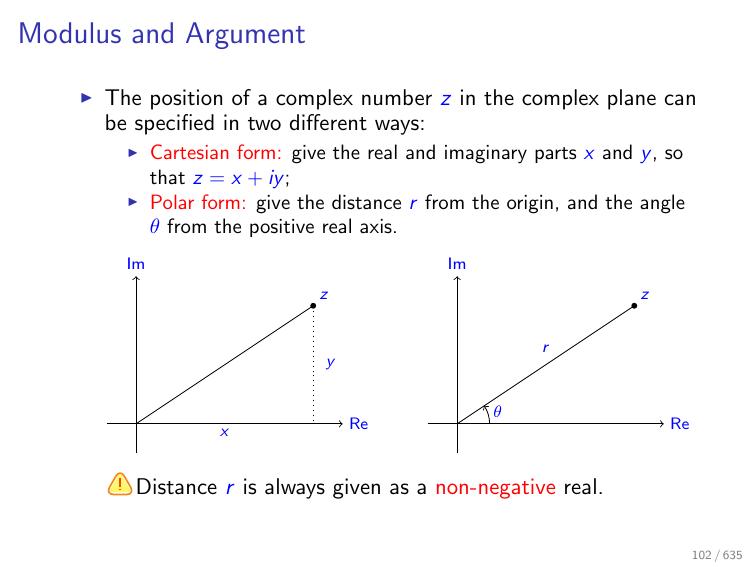 Modulus and Argument
▶ The position of a complex number z in the complex plane can
be specified in two different ways:
▶ Cartesian form: give the real and imaginary parts x and y, so
that z = x + iy;
▶ Polar form: give the distance r from the origin, and the angle
θ from the positive real axis.
Im
z
y
x
Re
Im
z
r
θ
Re
! Distance r is always given as a non-negative real.
102 / 635